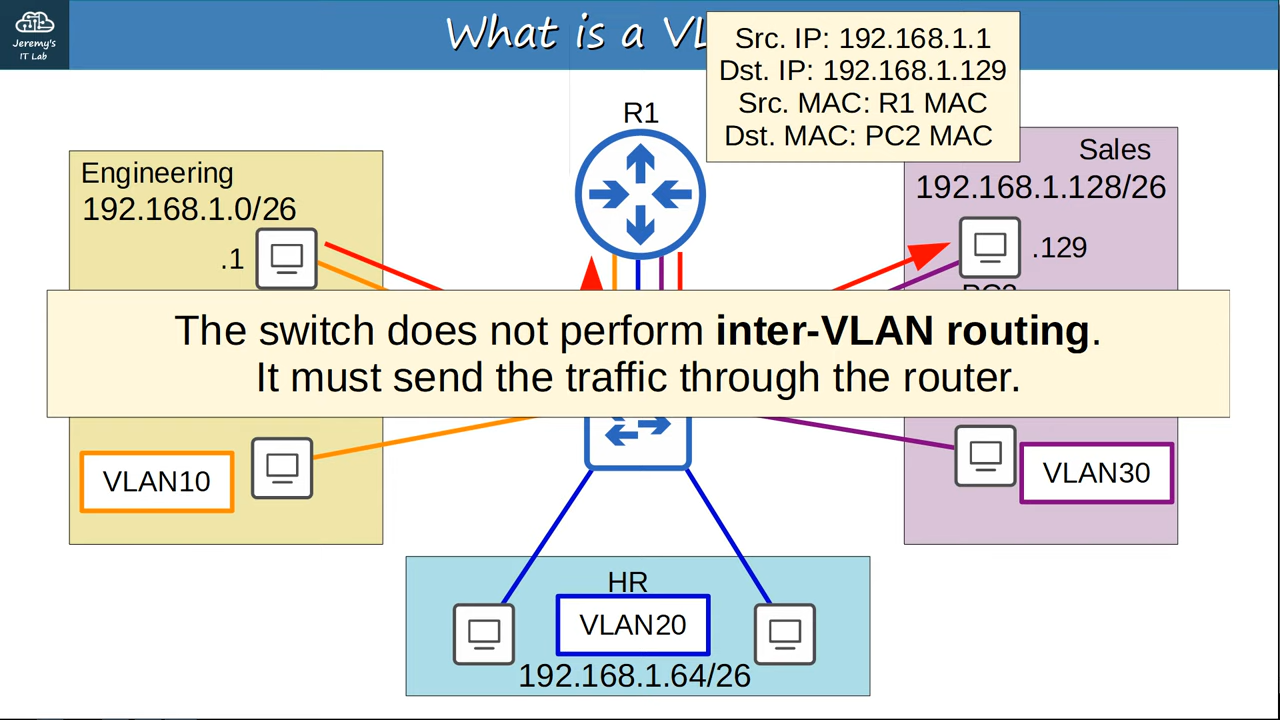 Jeremy's
IT Lab
What is a VL
Src. IP: 192.168.1.1
Dst. IP: 192.168.1.129
Src. MAC: R1 MAC
Dst. MAC: PC2 MAC
R1
Engineering
192.168.1.0/26
.1
Sales
192.168.1.128/26
.129
The switch does not perform inter-VLAN routing.
It must send the traffic through the router.
VLAN10
VLAN30
HR
VLAN20
192.168.1.64/26